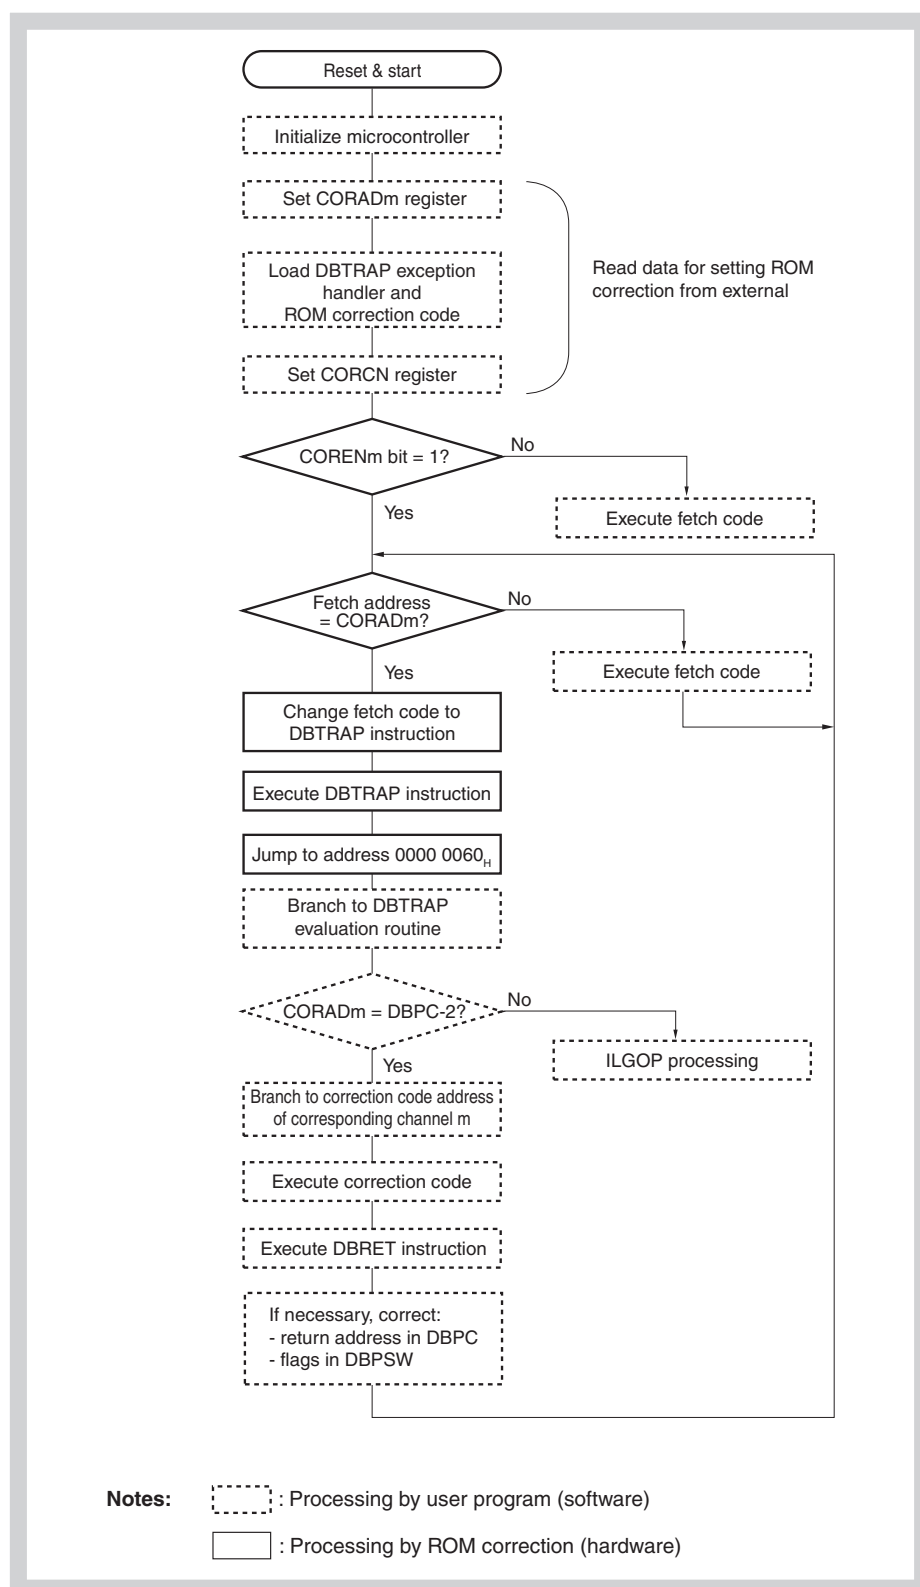 Reset & start
Initialize microcontroller
Set CORADm register
Load DBTRAP exception
handler and
ROM correction code
Read data for setting ROM
correction from external
Set CORCN register
CORENm bit = 1?
No
Execute fetch code
Yes
Fetch address
= CORADm?
No
Execute fetch code
Yes
Change fetch code to
DBTRAP instruction
Execute DBTRAP instruction
Jump to address 0000 0060H
Branch to DBTRAP
evaluation routine
CORADm = DBPC-2?
No
ILGOP processing
Yes
Branch to correction code address
of corresponding channel m
Execute correction code
Execute DBRET instruction
If necessary, correct:
- return address in DBPC
- flags in DBPSW
Notes: : Processing by user program (software)
: Processing by ROM correction (hardware)